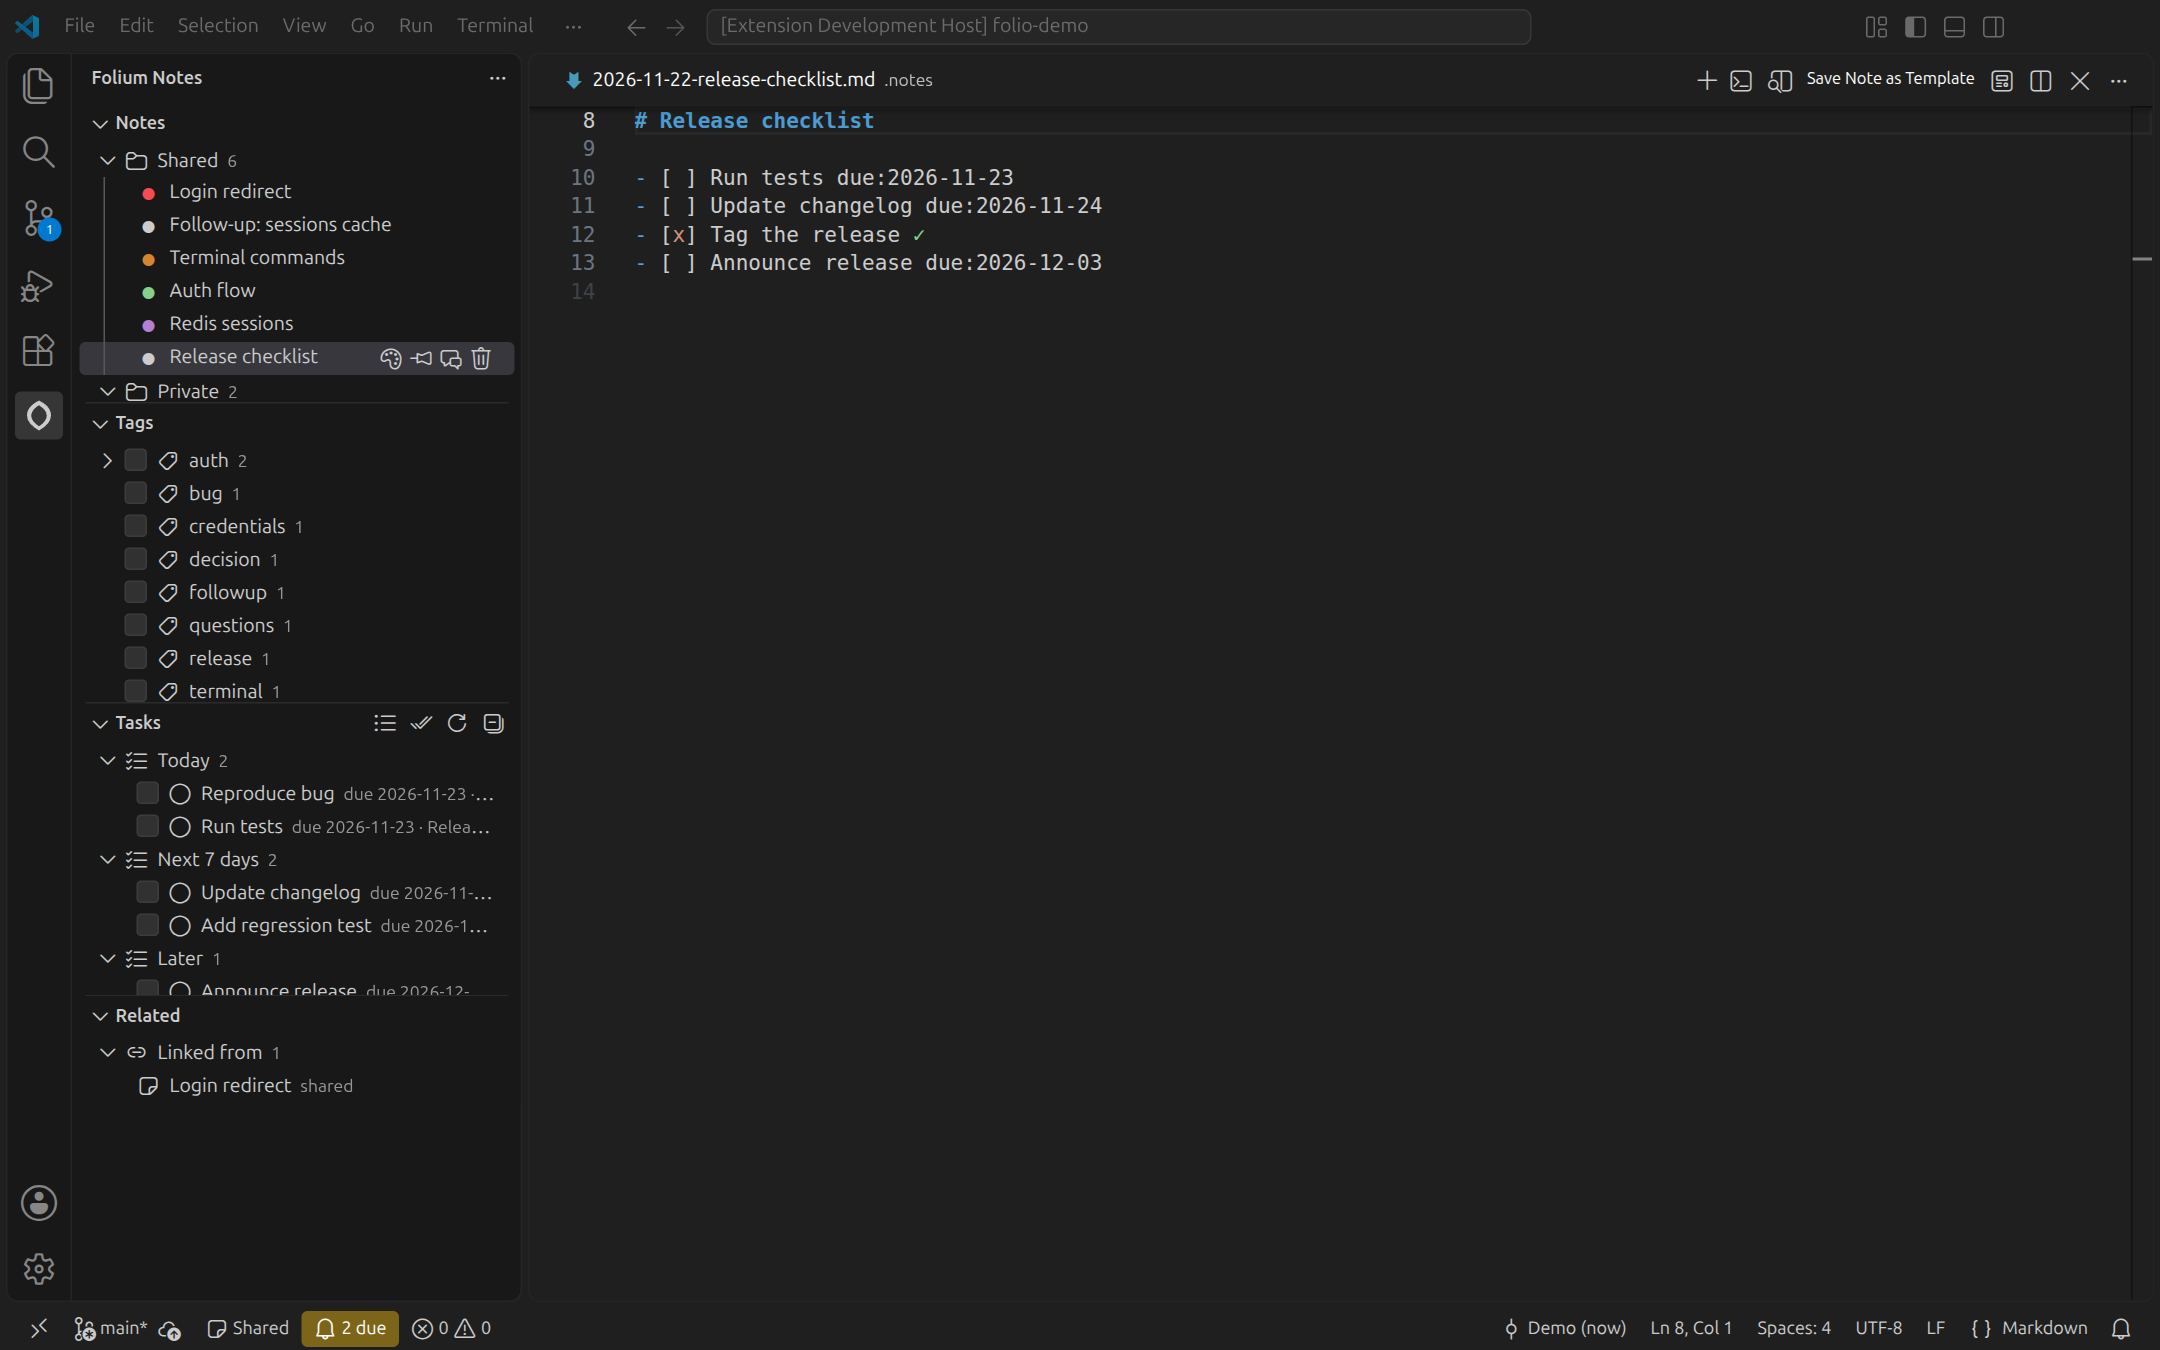 File Edit Selection View Go Run Terminal ···
[Extension Development Host] folio-demo
Folium Notes
Notes
Shared 6
Login redirect
Follow-up: sessions cache
Terminal commands
Auth flow
Redis sessions
Release checklist
Private 2
Tags
auth 2
bug 1
credentials 1
decision 1
followup 1
questions 1
release 1
terminal 1
Tasks
Today 2
Reproduce bug due 2026-11-23 ·...
Run tests due 2026-11-23 · Relea...
Next 7 days 2
Update changelog due 2026-11-...
Add regression test due 2026-1...
Later 1
Announce release due 2026-12-
Related
Linked from 1
Login redirect shared
1
2026-11-22-release-checklist.md .notes
Save Note as Template
8 # Release checklist
9
10 - [ ] Run tests due:2026-11-23
11 - [ ] Update changelog due:2026-11-24
12 - [x] Tag the release ✓
13 - [ ] Announce release due:2026-12-03
14
main* Shared 2 due 0 0
Demo (now) Ln 8, Col 1 Spaces: 4 UTF-8 LF { } Markdown